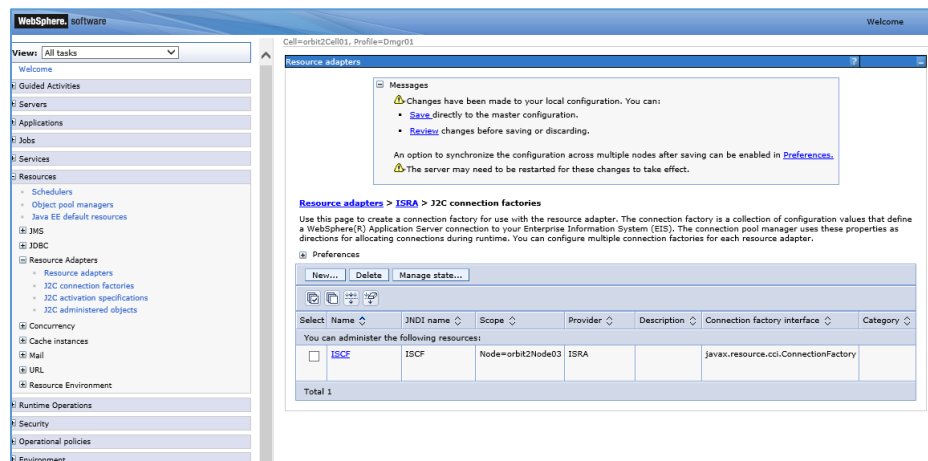 WebSphere. software
Welcome
View: All tasks
Welcome
Guided Activities
Servers
Applications
Jobs
Services
Resources
Schedulers
Object pool managers
Java EE default resources
JMS
JDBC
Resource Adapters
Resource adapters
J2C connection factories
J2C activation specifications
J2C administered objects
Concurrency
Cache instances
Mail
URL
Resource Environment
Runtime Operations
Security
Operational policies
Environment
Cell=orbit2Cell01, Profile=Dmgr01
Resource adapters ?
Messages
Changes have been made to your local configuration. You can:
Save directly to the master configuration.
Review changes before saving or discarding.
An option to synchronize the configuration across multiple nodes after saving can be enabled in Preferences.
The server may need to be restarted for these changes to take effect.
Resource adapters > ISRA > J2C connection factories
Use this page to create a connection factory for use with the resource adapter. The connection factory is a collection of configuration values that define
a WebSphere(R) Application Server connection to your Enterprise Information System (EIS). The connection pool manager uses these properties as
directions for allocating connections during runtime. You can configure multiple connection factories for each resource adapter.
Preferences
New... Delete Manage state...
Select Name JNDI name Scope Provider Description Connection factory interface Category
You can administer the following resources:
ISCF ISCF Node=orbit2Node03 ISRA javax.resource.cci.ConnectionFactory
Total 1